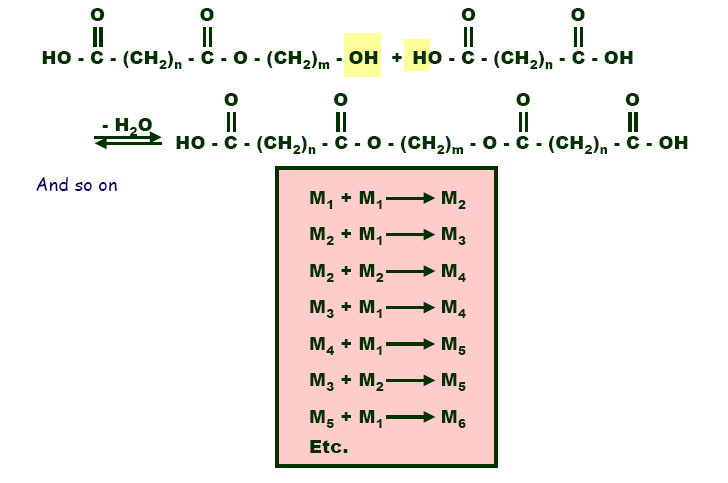 O O O O
HO - C - (CH₂)ₙ - C - O - (CH₂)ₘ - OH + HO - C - (CH₂)ₙ - C - OH
O O O O
- H₂O
HO - C - (CH₂)ₙ - C - O - (CH₂)ₘ - O - C - (CH₂)ₙ - C - OH
And so on
M₁ + M₁ ⟶ M₂
M₂ + M₁ ⟶ M₃
M₂ + M₂ ⟶ M₄
M₃ + M₁ ⟶ M₄
M₄ + M₁ ⟶ M₅
M₃ + M₂ ⟶ M₅
M₅ + M₁ ⟶ M₆
Etc.